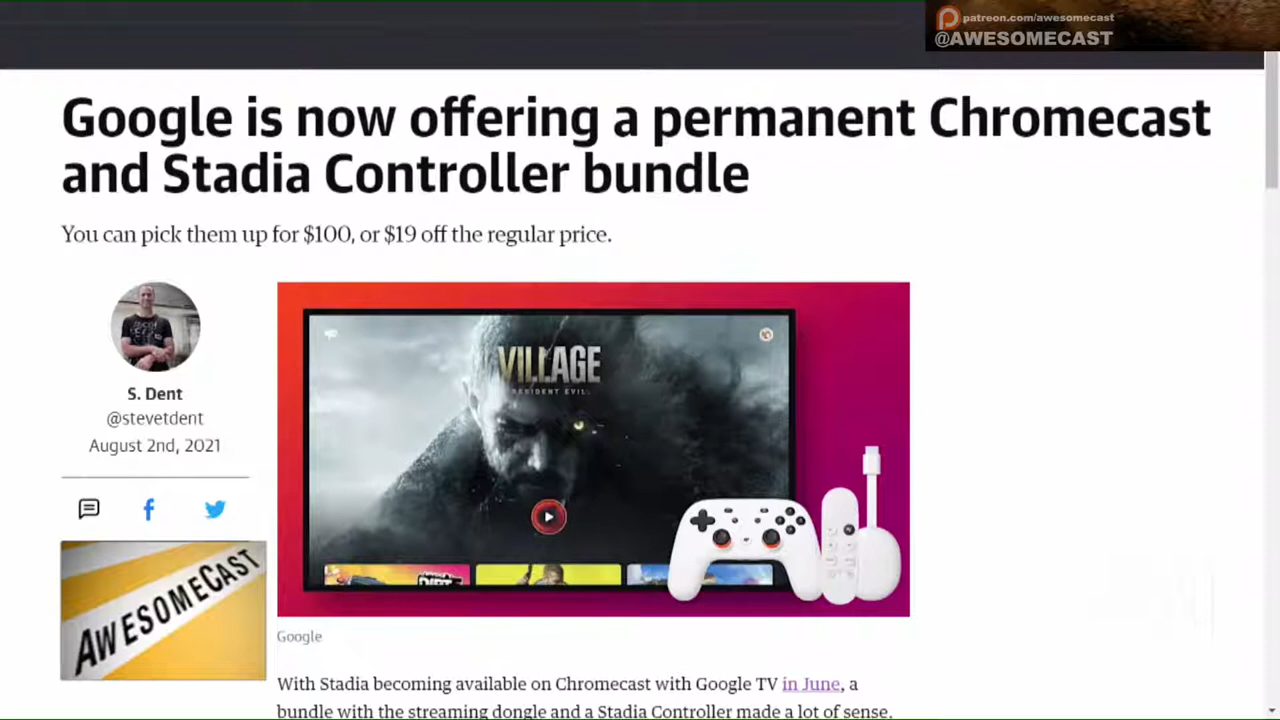 patreon.com/awesomecast
@AWESOMECAST
Google is now offering a permanent Chromecast
and Stadia Controller bundle
You can pick them up for $100, or $19 off the regular price.
VILLAGE
RESIDENT EVIL
S. Dent
@stevetdent
August 2nd, 2021
DIRT
AWESOMECAST
Google
With Stadia becoming available on Chromecast with Google TV in June, a
bundle with the streaming dongle and a Stadia Controller made a lot of sense.